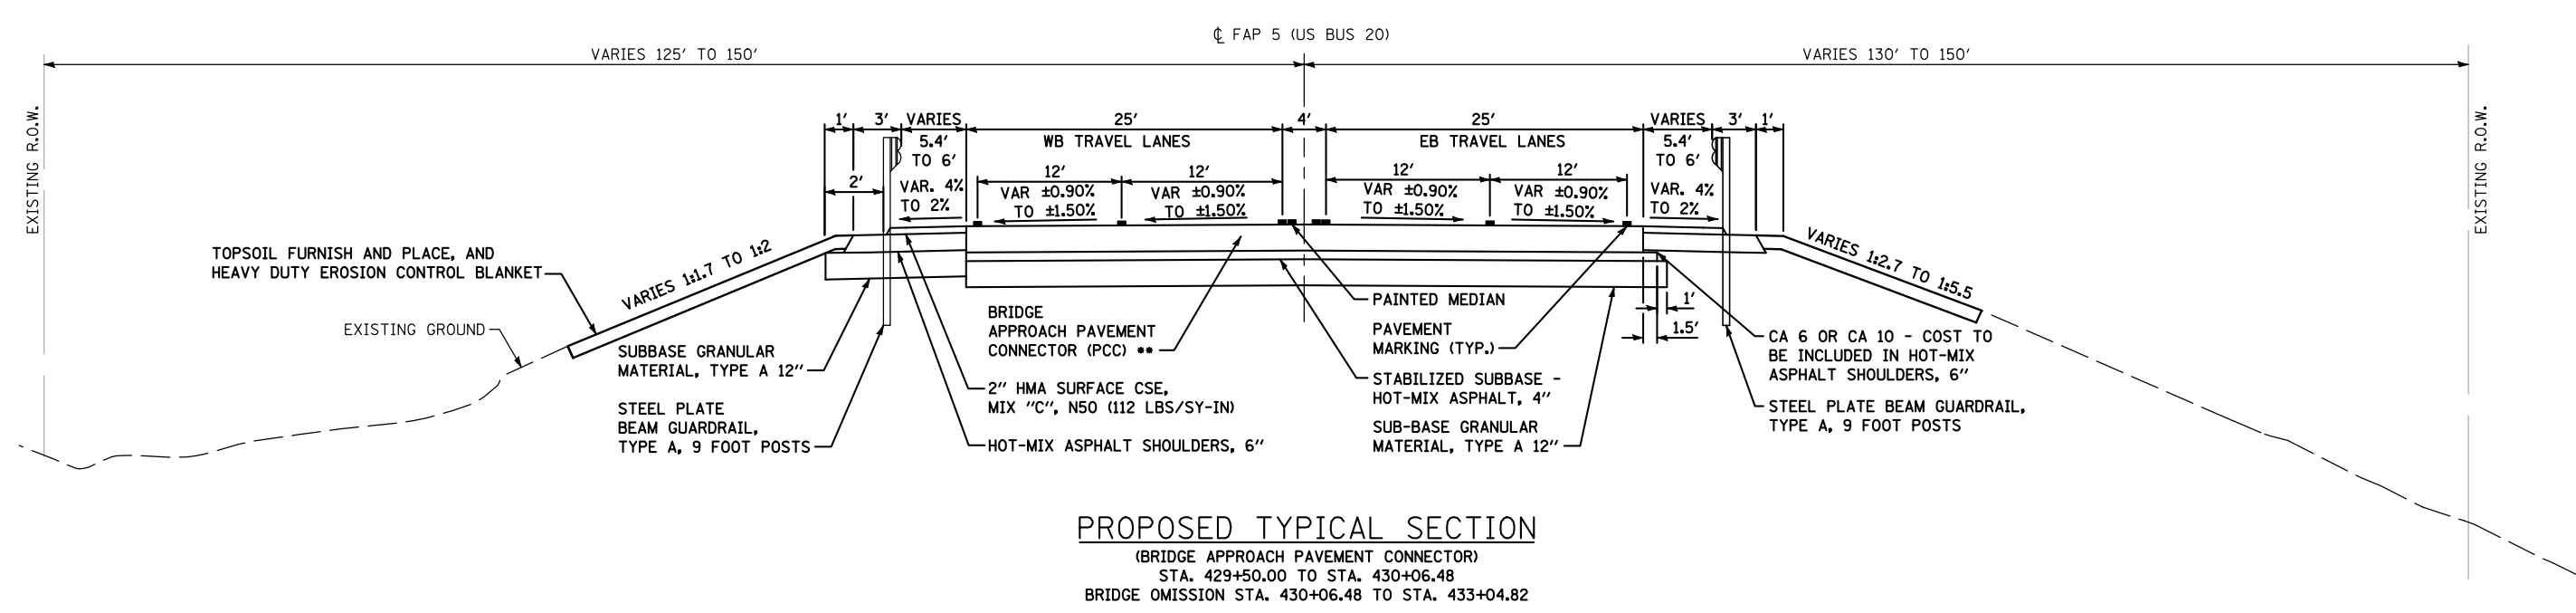 ℄ FAP 5 (US BUS 20)
VARIES 125' TO 150'
VARIES 130' TO 150'
EXISTING R.O.W.
EXISTING R.O.W.
1'
3'
VARIES
25'
4'
25'
VARIES
3'
1'
5.4'
TO 6'
WB TRAVEL LANES
EB TRAVEL LANES
5.4'
TO 6'
2'
12'
12'
12'
12'
VAR. 4%
TO 2%
VAR ±0.90%
TO ±1.50%
VAR ±0.90%
TO ±1.50%
VAR ±0.90%
TO ±1.50%
VAR ±0.90%
TO ±1.50%
VAR. 4%
TO 2%
TOPSOIL FURNISH AND PLACE, AND
HEAVY DUTY EROSION CONTROL BLANKET
VARIES 1:1.7 TO 1:2
VARIES 1:2.7 TO 1:5.5
EXISTING GROUND
SUBBASE GRANULAR
MATERIAL, TYPE A 12"
STEEL PLATE
BEAM GUARDRAIL,
TYPE A, 9 FOOT POSTS
BRIDGE
APPROACH PAVEMENT
CONNECTOR (PCC) **
2" HMA SURFACE CSE,
MIX "C", N50 (112 LBS/SY-IN)
HOT-MIX ASPHALT SHOULDERS, 6"
PAINTED MEDIAN
PAVEMENT
MARKING (TYP.)
STABILIZED SUBBASE -
HOT-MIX ASPHALT, 4"
SUB-BASE GRANULAR
MATERIAL, TYPE A 12"
1'
1.5'
CA 6 OR CA 10 - COST TO
BE INCLUDED IN HOT-MIX
ASPHALT SHOULDERS, 6"
STEEL PLATE BEAM GUARDRAIL,
TYPE A, 9 FOOT POSTS
PROPOSED TYPICAL SECTION
(BRIDGE APPROACH PAVEMENT CONNECTOR)
STA. 429+50.00 TO STA. 430+06.48
BRIDGE OMISSION STA. 430+06.48 TO STA. 433+04.82